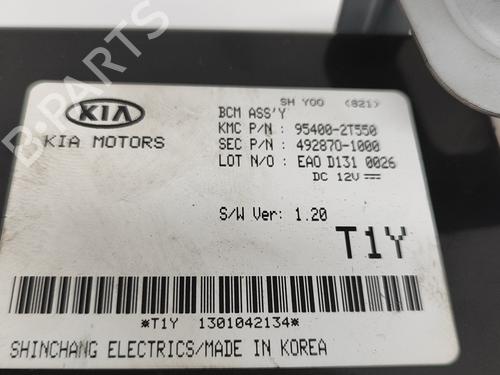 SH YOO (821)
KIA
KIA MOTORS
BCM ASS'Y
KMC P/N : 95400-2T550
SEC P/N : 492870-1000
LOT N/O : EAO D131 0026
DC 12V
S/W Ver: 1.20
T1Y
*T1Y 1301042134*
SHINCHANG ELECTRICS/MADE IN KOREA
B-PARTS